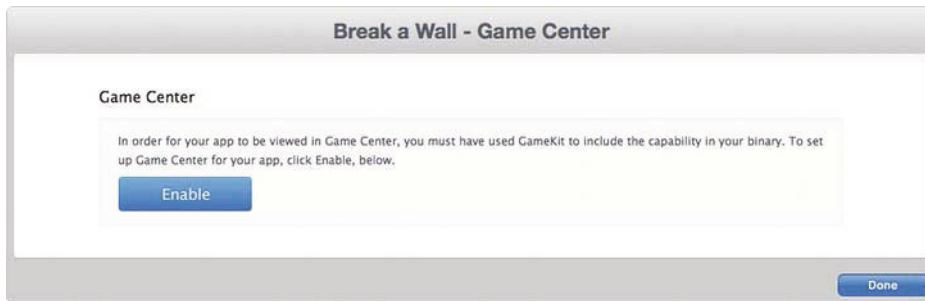 Break a Wall - Game Center
Game Center
In order for your app to be viewed in Game Center, you must have used GameKit to include the capability in your binary. To set
up Game Center for your app, click Enable, below.
Enable
Done